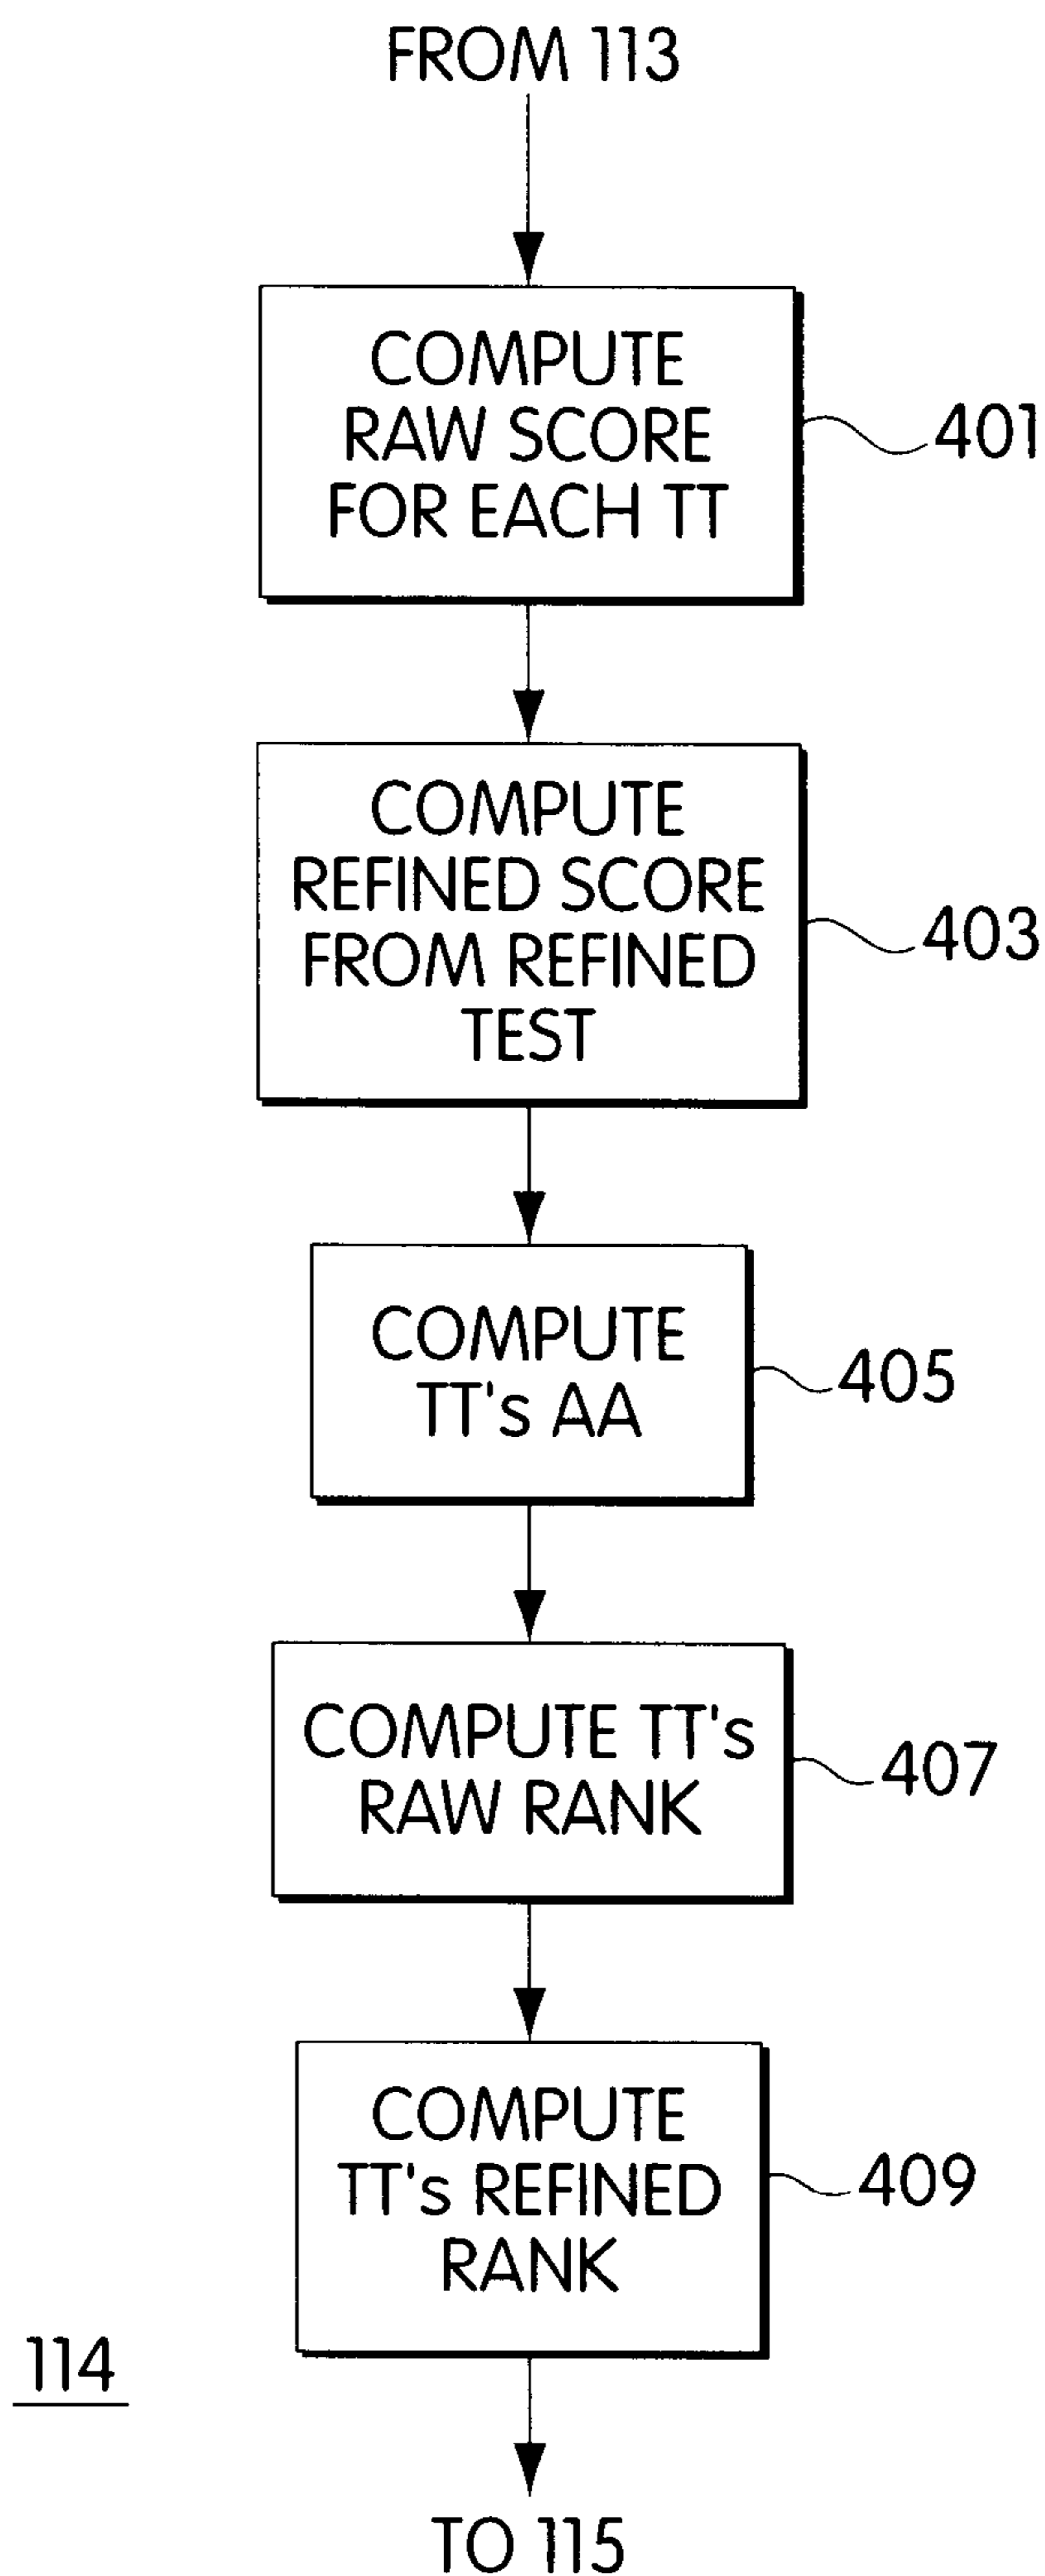 FROM 113
COMPUTE
RAW SCORE
FOR EACH TT
401
COMPUTE
REFINED SCORE
FROM REFINED
TEST
403
COMPUTE
TT's AA
405
COMPUTE TT's
RAW RANK
407
COMPUTE
TT's REFINED
RANK
409
114
TO 115